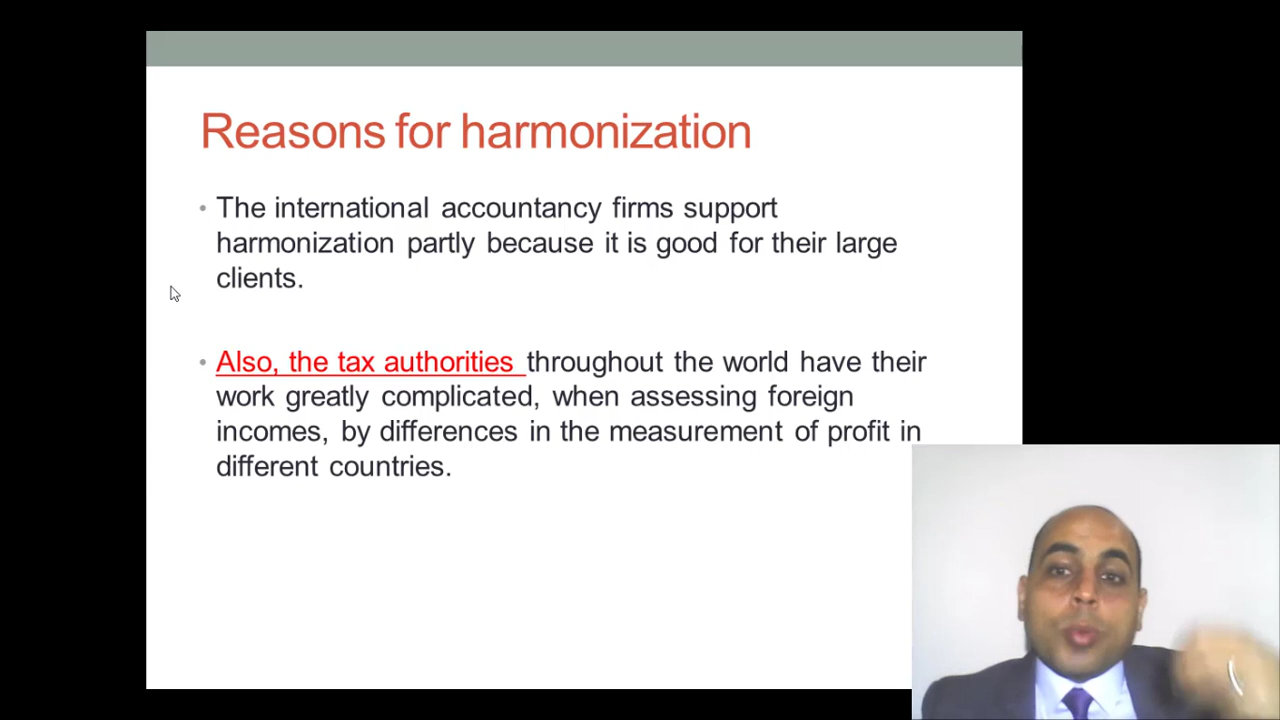 Reasons for harmonization
• The international accountancy firms support
harmonization partly because it is good for their large
clients.
• Also, the tax authorities throughout the world have their
work greatly complicated, when assessing foreign
incomes, by differences in the measurement of profit in
different countries.